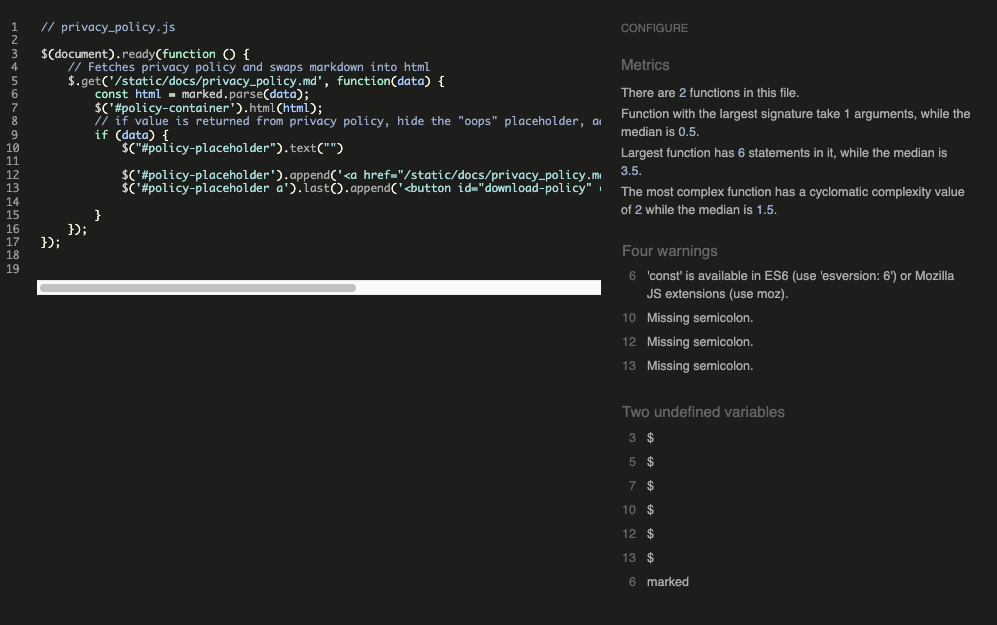 1 // privacy_policy.js
2
3 $(document).ready(function () {
4 // Fetches privacy policy and swaps markdown into html
5 $.get('/static/docs/privacy_policy.md', function(data) {
6 const html = marked.parse(data);
7 $('#policy-container').html(html);
8 // if value is returned from privacy policy, hide the "oops" placeholder,
9 if (data) {
10 $("#policy-placeholder").text("")
11
12 $('#policy-placeholder').append('<a href="/static/docs/privacy_policy.m
13 $('#policy-placeholder a').last().append('<button id="download-policy"
14
15 }
16 });
17 });
18
19
CONFIGURE
Metrics
There are 2 functions in this file.
Function with the largest signature take 1 arguments, while the
median is 0.5.
Largest function has 6 statements in it, while the median is
3.5.
The most complex function has a cyclomatic complexity value
of 2 while the median is 1.5.
Four warnings
6 'const' is available in ES6 (use 'esversion: 6') or Mozilla
JS extensions (use moz).
10 Missing semicolon.
12 Missing semicolon.
13 Missing semicolon.
Two undefined variables
3 $
5 $
7 $
10 $
12 $
13 $
6 marked